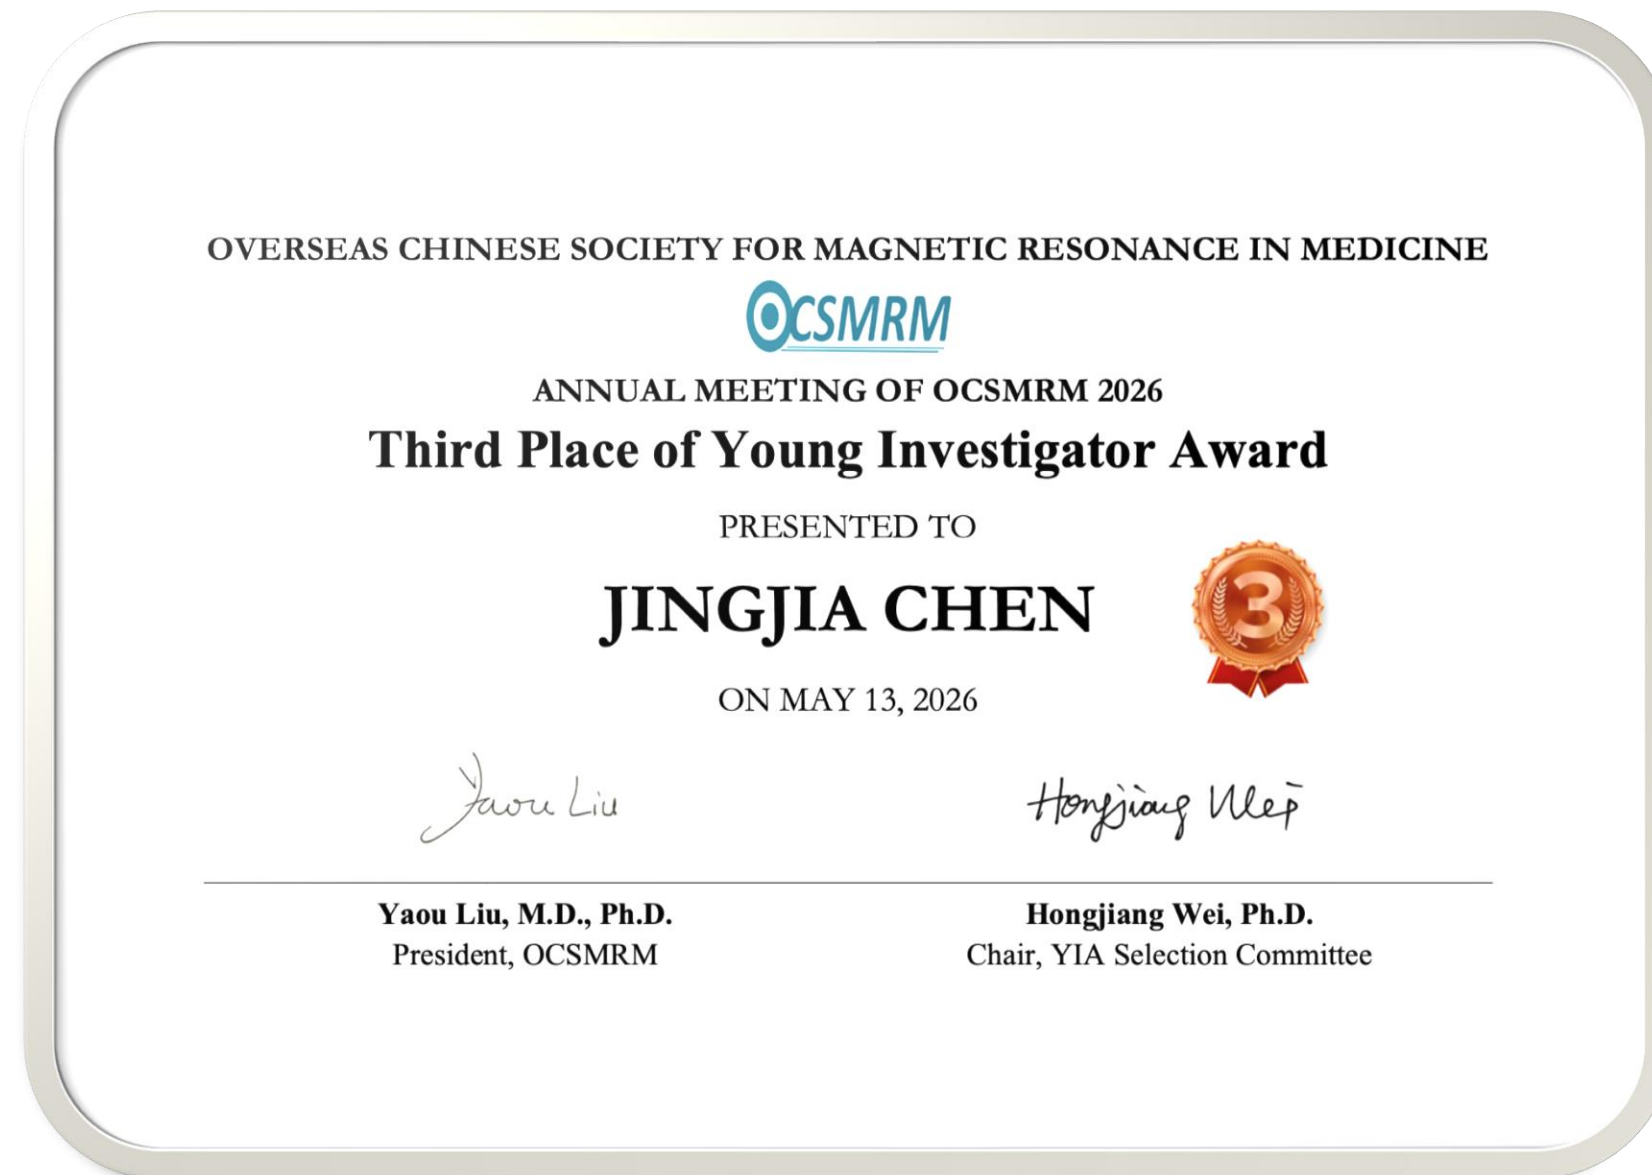 OVERSEAS CHINESE SOCIETY FOR MAGNETIC RESONANCE IN MEDICINE
OCSMRM
ANNUAL MEETING OF OCSMRM 2026
Third Place of Young Investigator Award
PRESENTED TO
JINGJIA CHEN
3
ON MAY 13, 2026
Yaou Liu
Hongjiang Wei
Yaou Liu, M.D., Ph.D.
Hongjiang Wei, Ph.D.
President, OCSMRM
Chair, YIA Selection Committee